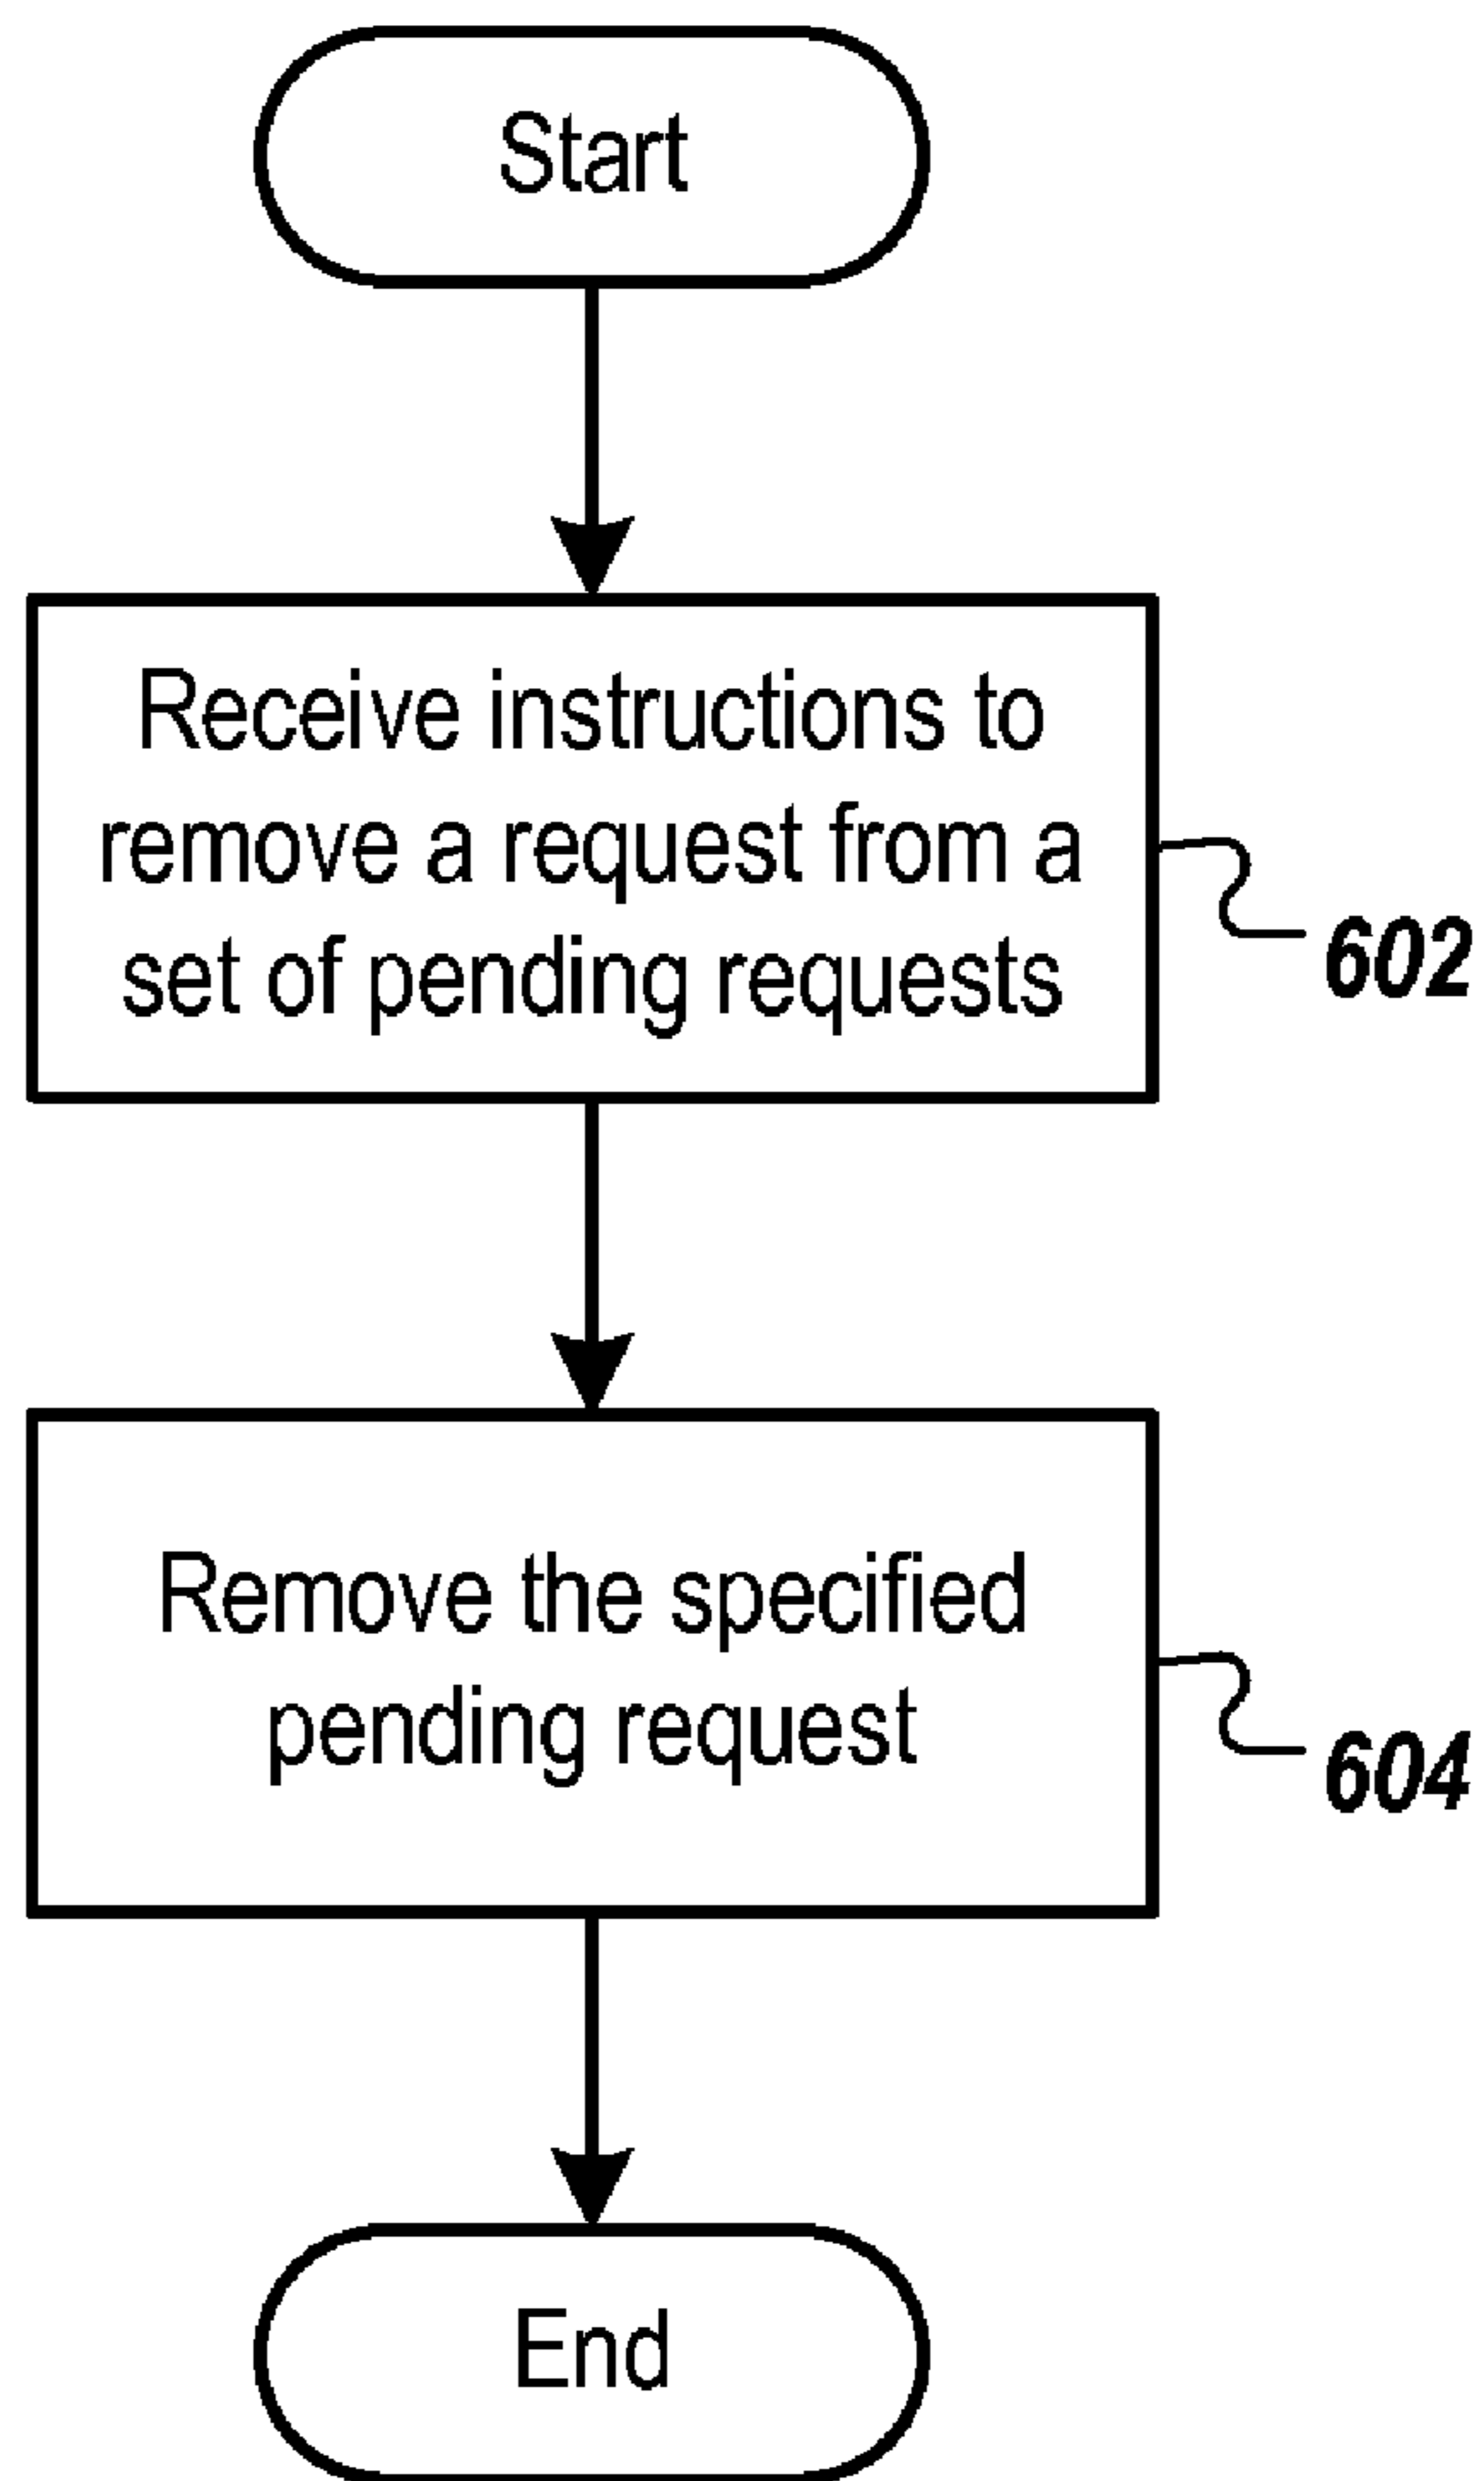 Start
Receive instructions to
remove a request from a
set of pending requests
602
Remove the specified
pending request
604
End